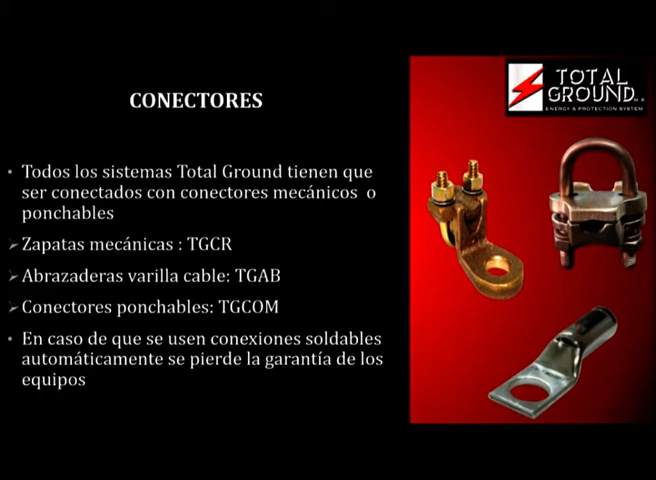 TOTAL
GROUND M.R.
ENERGY & PROTECTION SYSTEM
CONECTORES
• Todos los sistemas Total Ground tienen que
ser conectados con conectores mecánicos o
ponchables
➢ Zapatas mecánicas : TGCR
➢ Abrazaderas varilla cable: TGAB
➢ Conectores ponchables: TGCOM
• En caso de que se usen conexiones soldables
automáticamente se pierde la garantía de los
equipos